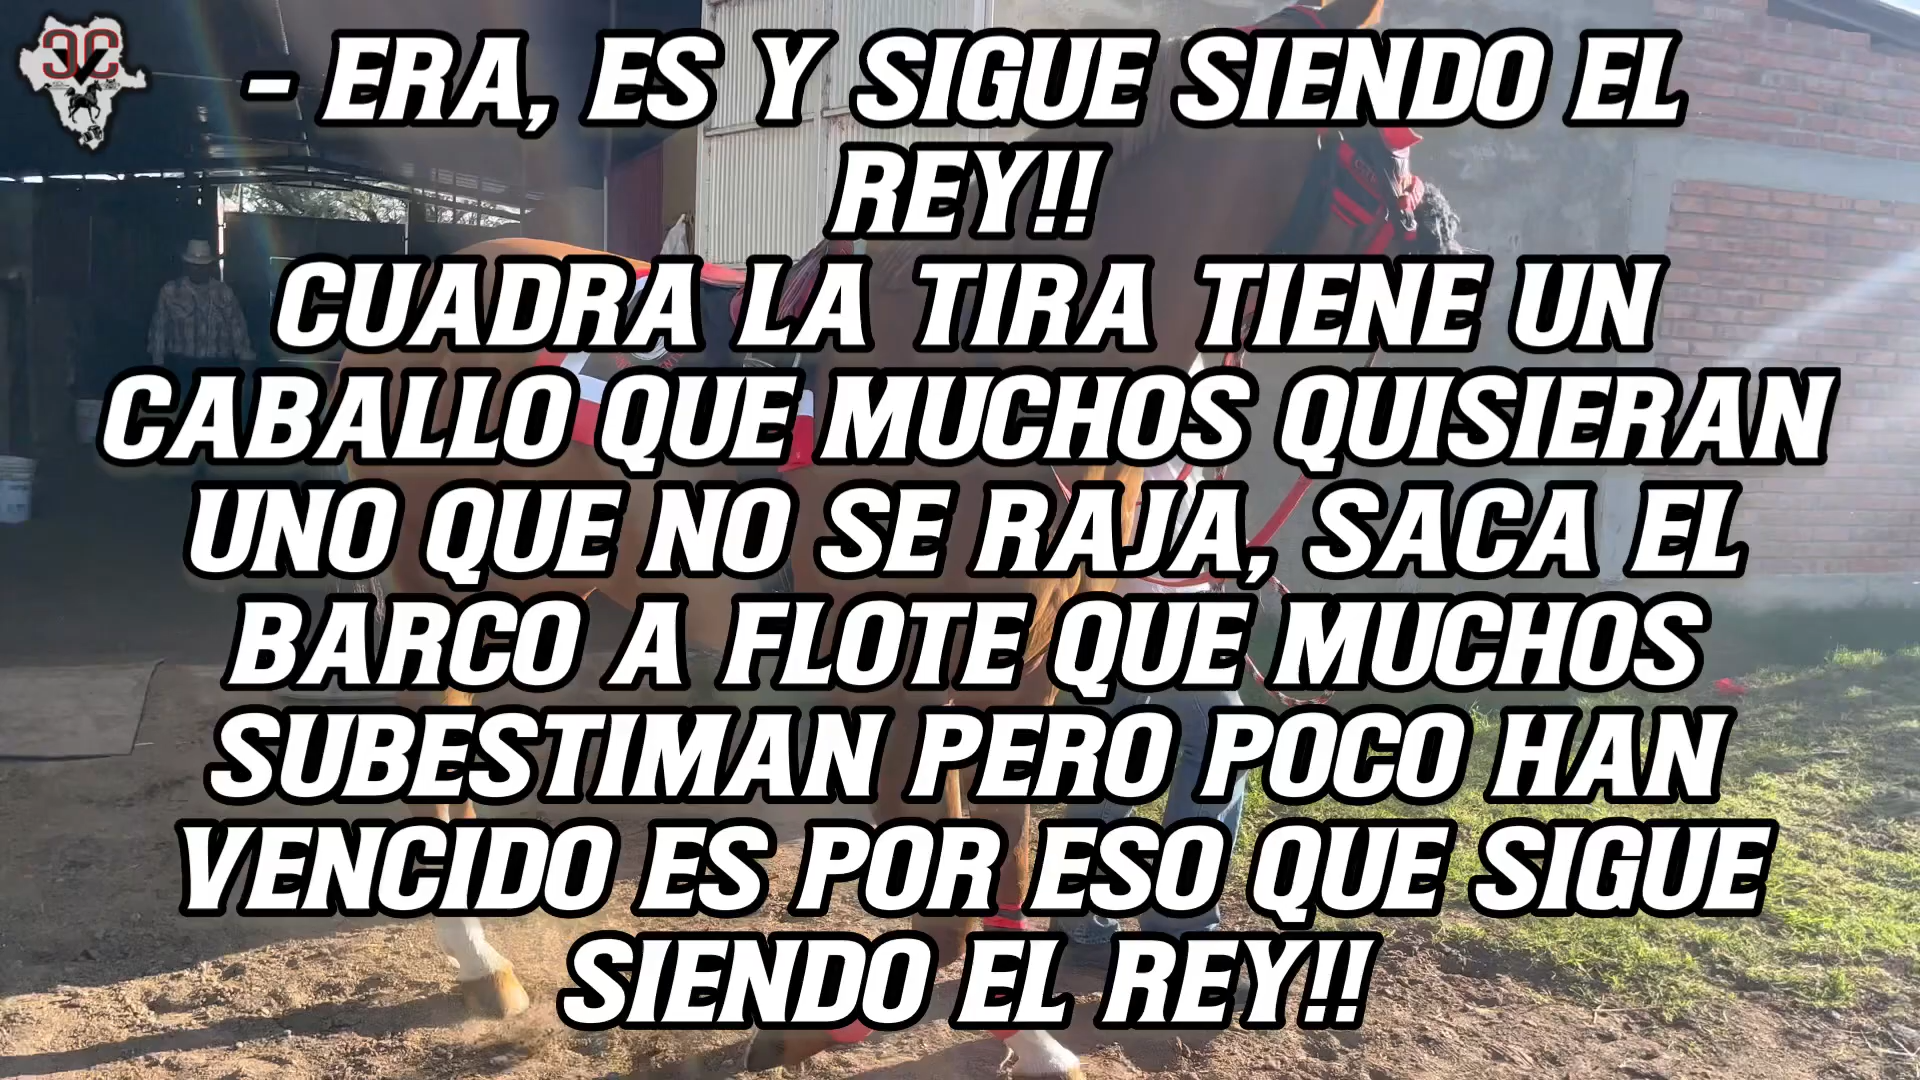 - ERA, ES Y SIGUE SIENDO EL
REY!!
CUADRA LA TIRA TIENE UN
CABALLO QUE MUCHOS QUISIERAN
UNO QUE NO SE RAJA, SACA EL
BARCO A FLOTE QUE MUCHOS
SUBESTIMAN PERO POCO HAN
VENCIDO ES POR ESO QUE SIGUE
SIENDO EL REY!!